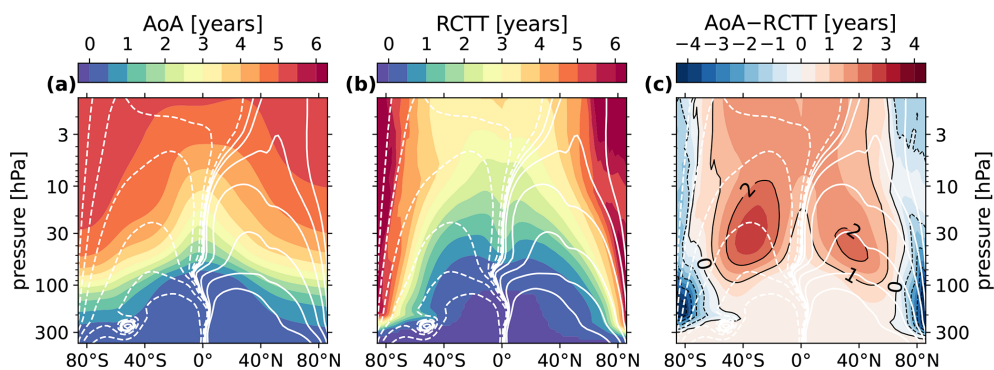 AoA [years]
0 1 2 3 4 5 6
RCTT [years]
0 1 2 3 4 5 6
AoA−RCTT [years]
−4 −3 −2 −1 0 1 2 3 4
(a)
(b)
(c)
pressure [hPa]
3
10
30
100
300
80°S 40°S 0° 40°N 80°N
80°S 40°S 0° 40°N 80°N
2
2
1
0
0
80°S 40°S 0° 40°N 80°N
3
10
30
100
300
pressure [hPa]